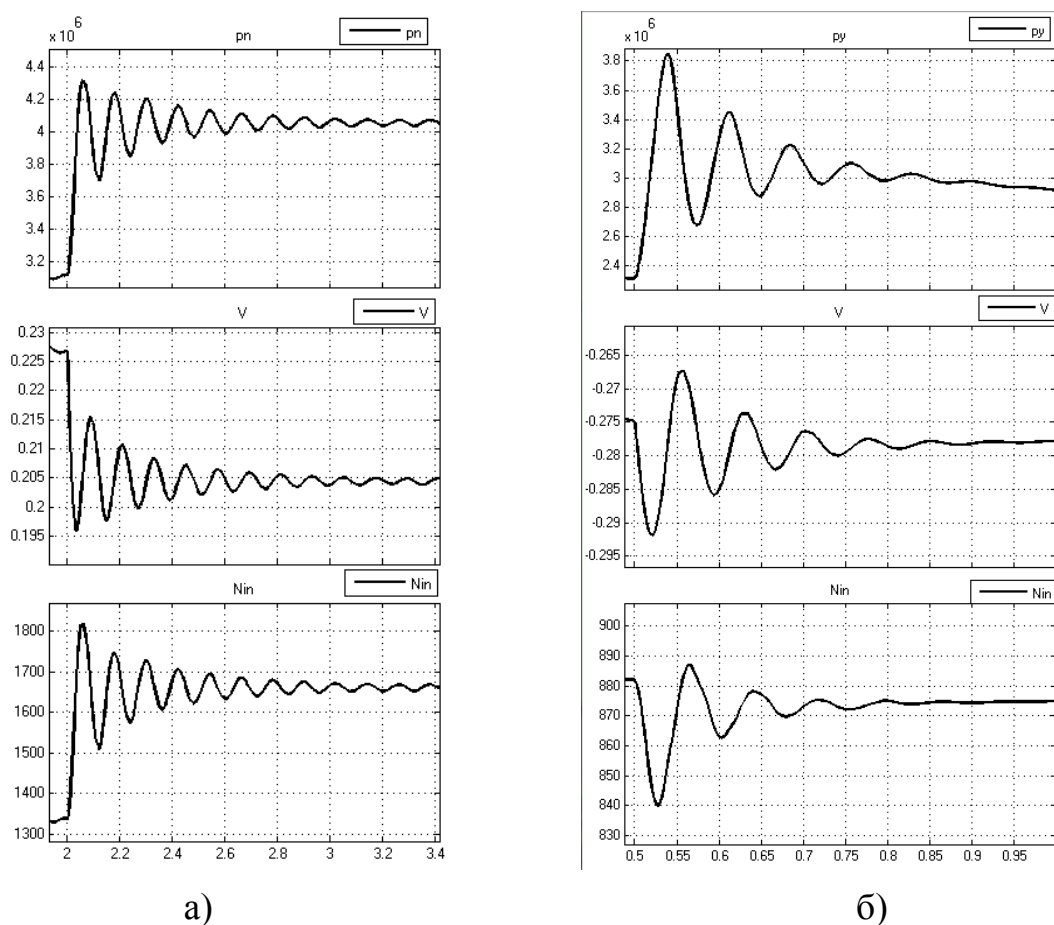 x 10⁶
pn
pn
4.4
4.2
4
3.8
3.6
3.4
3.2
V
V
0.23
0.225
0.22
0.215
0.21
0.205
0.2
0.195
Nin
Nin
1800
1700
1600
1500
1400
1300
2 2.2 2.4 2.6 2.8 3 3.2 3.4
а)
x 10⁶
py
py
3.8
3.6
3.4
3.2
3
2.8
2.6
2.4
V
V
-0.265
-0.27
-0.275
-0.28
-0.285
-0.29
-0.295
Nin
Nin
900
890
880
870
860
850
840
830
0.5 0.55 0.6 0.65 0.7 0.75 0.8 0.85 0.9 0.95
б)